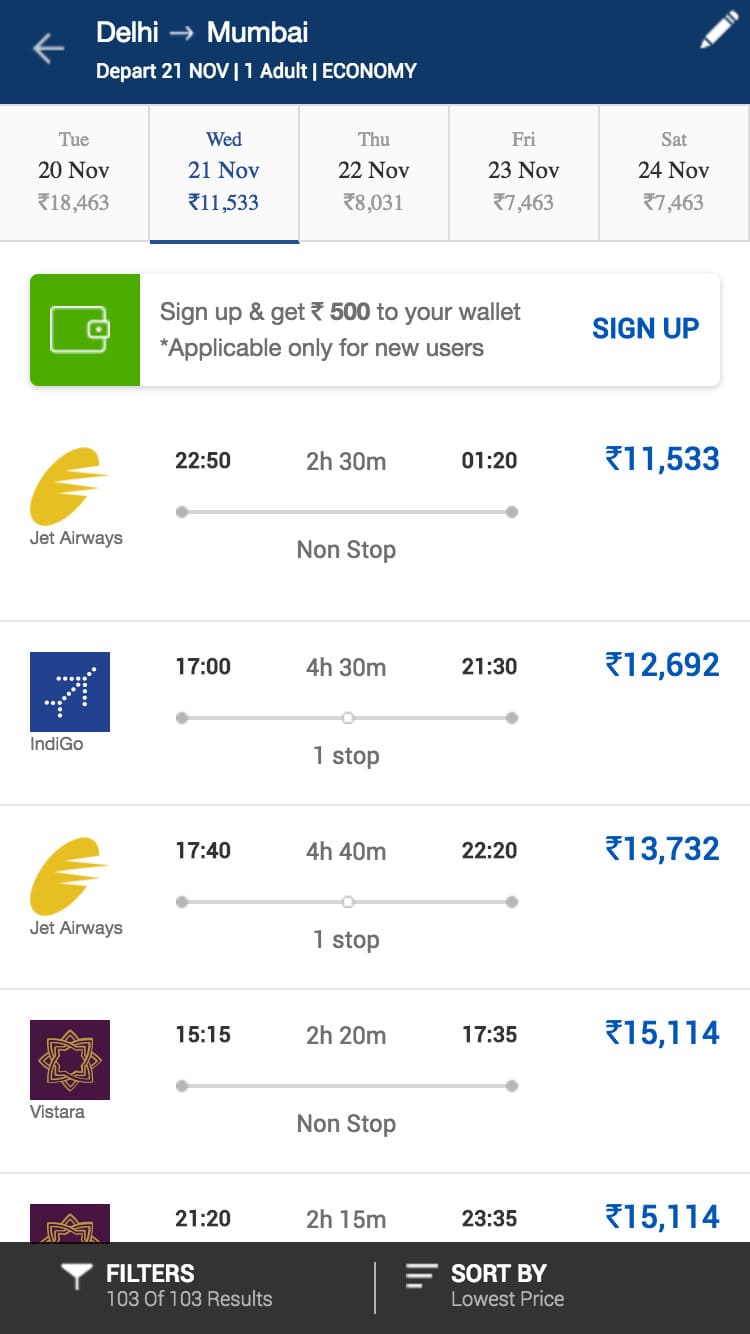 Delhi → Mumbai
Depart 21 NOV | 1 Adult | ECONOMY
Tue Wed Thu Fri Sat
20 Nov 21 Nov 22 Nov 23 Nov 24 Nov
₹18,463 ₹11,533 ₹8,031 ₹7,463 ₹7,463
Sign up & get ₹ 500 to your wallet
*Applicable only for new users
SIGN UP
22:50 2h 30m 01:20 ₹11,533
Jet Airways
Non Stop
17:00 4h 30m 21:30 ₹12,692
IndiGo
1 stop
17:40 4h 40m 22:20 ₹13,732
Jet Airways
1 stop
15:15 2h 20m 17:35 ₹15,114
Vistara
Non Stop
21:20 2h 15m 23:35 ₹15,114
FILTERS
103 Of 103 Results
SORT BY
Lowest Price